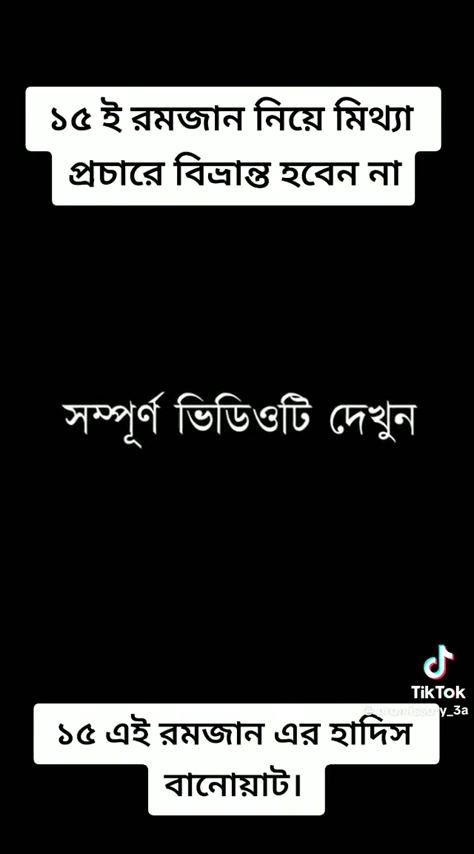 ১৫ ই রমজান নিয়ে মিথ্যা
প্রচারে বিভ্রান্ত হবেন না
সম্পূর্ণ ভিডিওটি দেখুন
TikTok
১৫ এই রমজান এর হাদিস
বানোয়াট।